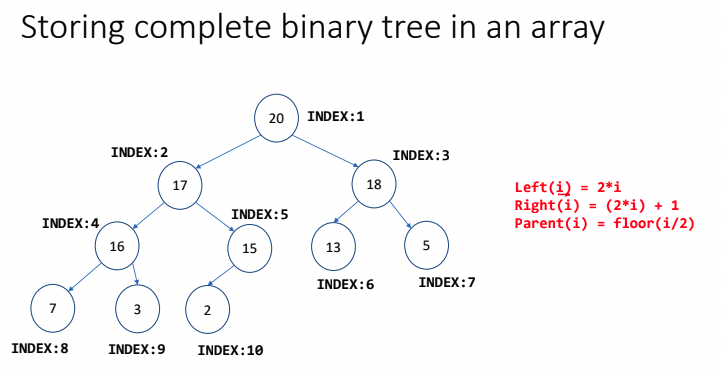 Storing complete binary tree in an array
20
INDEX:1
INDEX:2
INDEX:3
17
18
Left(i) = 2*i
Right(i) = (2*i) + 1
Parent(i) = floor(i/2)
INDEX:4
INDEX:5
16
15
13
5
INDEX:6
INDEX:7
7
3
2
INDEX:8
INDEX:9
INDEX:10